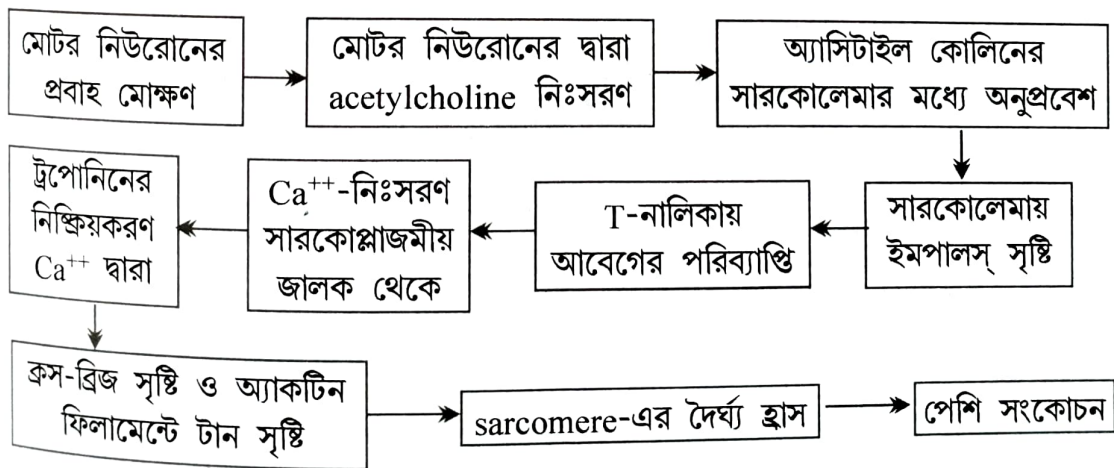 মোটর নিউরোনের
প্রবাহ মোক্ষণ
মোটর নিউরোনের দ্বারা
acetylcholine নিঃসরণ
অ্যাসিটাইল কোলিনের
সারকোলেমার মধ্যে অনুপ্রবেশ
সারকোলেমায়
ইমপালস্ সৃষ্টি
T-নালিকায়
আবেগের পরিব্যাপ্তি
Ca⁺⁺-নিঃসরণ
সারকোপ্লাজমীয়
জালক থেকে
ট্রপোনিনের
নিষ্ক্রিয়করণ
Ca⁺⁺ দ্বারা
ক্রস-ব্রিজ সৃষ্টি ও অ্যাকটিন
ফিলামেন্টে টান সৃষ্টি
sarcomere-এর দৈর্ঘ্য হ্রাস
পেশি সংকোচন